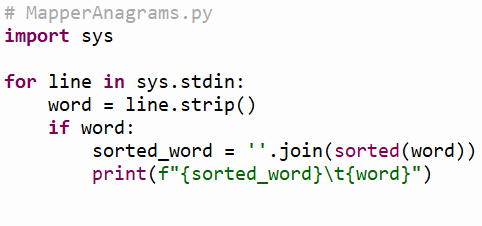 # MapperAnagrams.py
import sys

for line in sys.stdin:
    word = line.strip()
    if word:
        sorted_word = ''.join(sorted(word))
        print(f"{sorted_word}\t{word}")